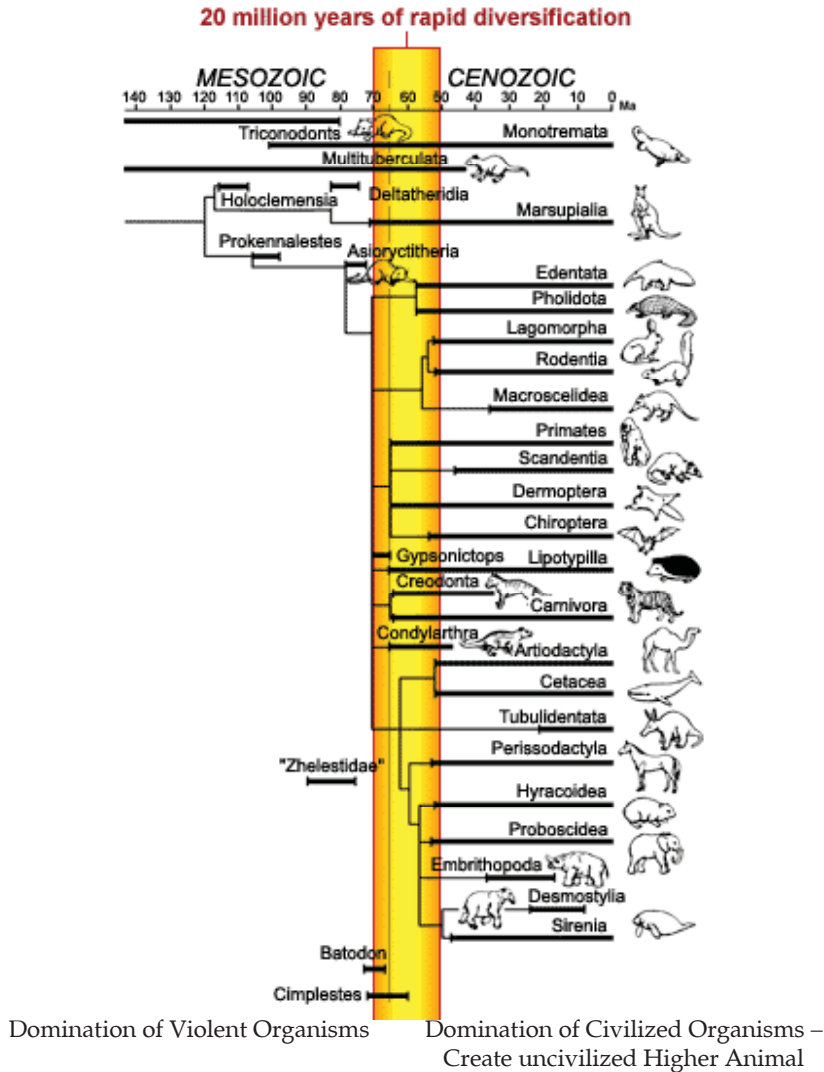 20 million years of rapid diversification
MESOZOIC CENOZOIC
140 120 110 100 90 80 70 60 50 40 30 20 10 0 Ma
Triconodonts Monotremata
Multituberculata
Holoclemensia Deltatheridia
Marsupialia
Prokennalestes
Asioryctitheria
Edentata
Pholidota
Lagomorpha
Rodentia
Macroscelidea
Primates
Scandentia
Dermoptera
Chiroptera
Gypsonictops Lipotypilla
Creodonta
Carnivora
Condylarthra
Artiodactyla
Cetacea
Tubulidentata
Perissodactyla
"Zhelestidae"
Hyracoidea
Proboscidea
Embrithopoda
Desmostylia
Sirenia
Batodon
Cimplestes
Domination of Violent Organisms Domination of Civilized Organisms –
Create uncivilized Higher Animal